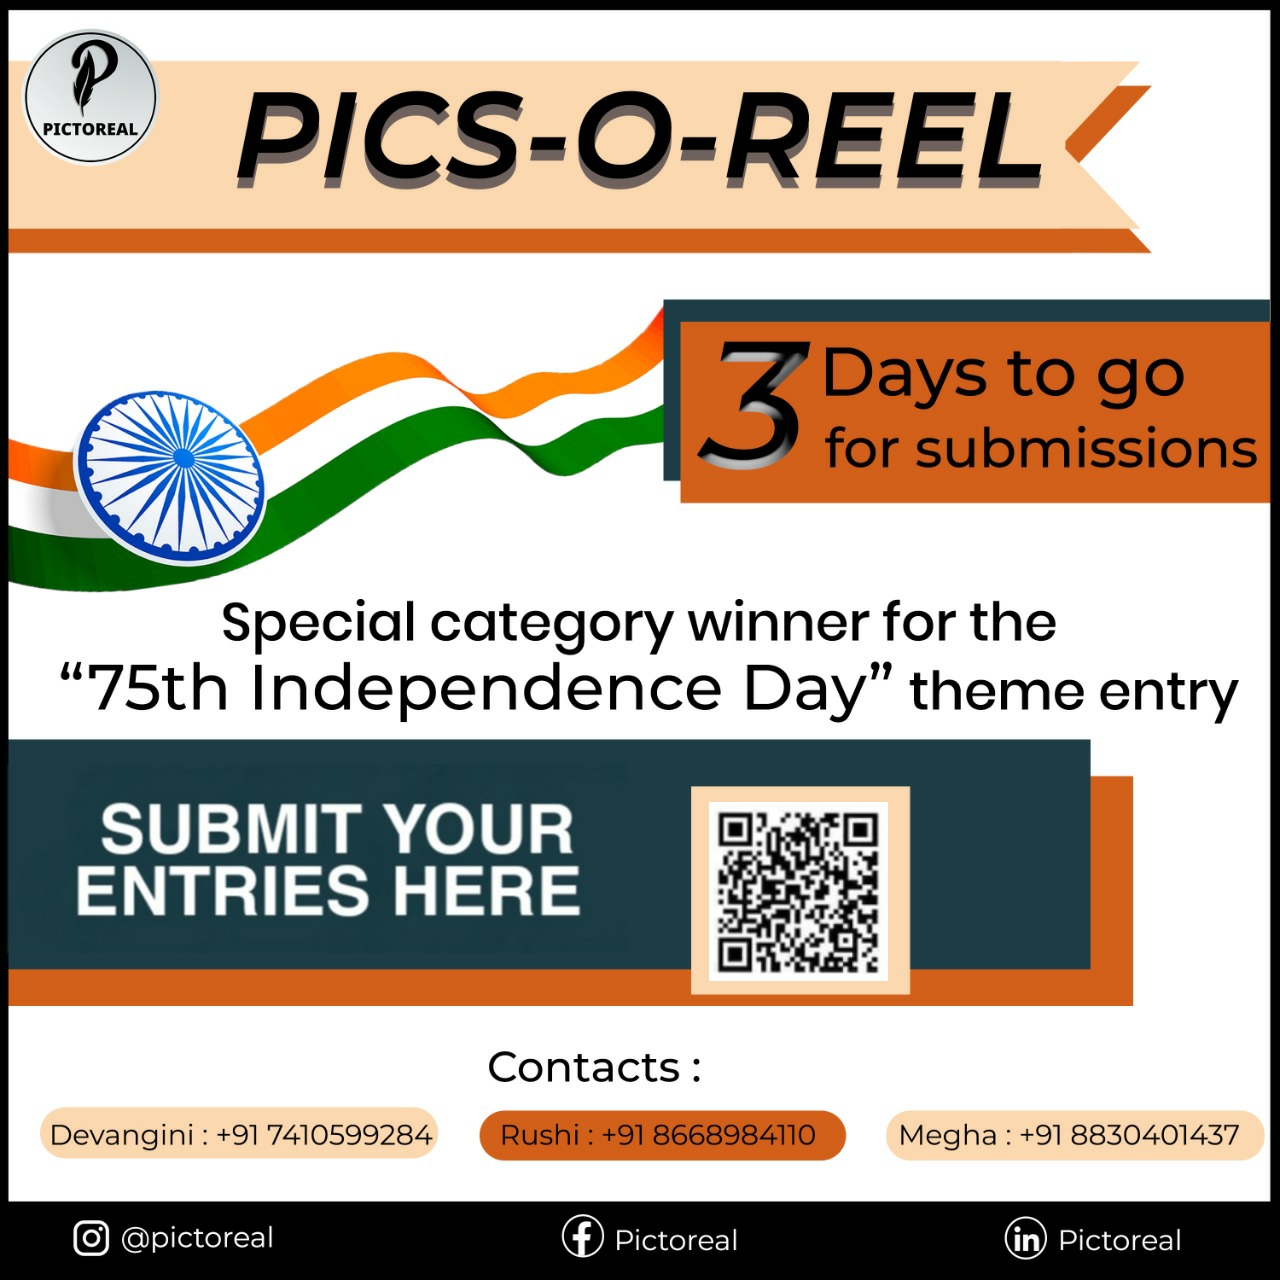 PICTOREAL
PICS-O-REEL
3 Days to go
for submissions
Special category winner for the
“75th Independence Day” theme entry
SUBMIT YOUR
ENTRIES HERE
Contacts :
Devangini : +91 7410599284
Rushi : +91 8668984110
Megha : +91 8830401437
@pictoreal
Pictoreal
Pictoreal